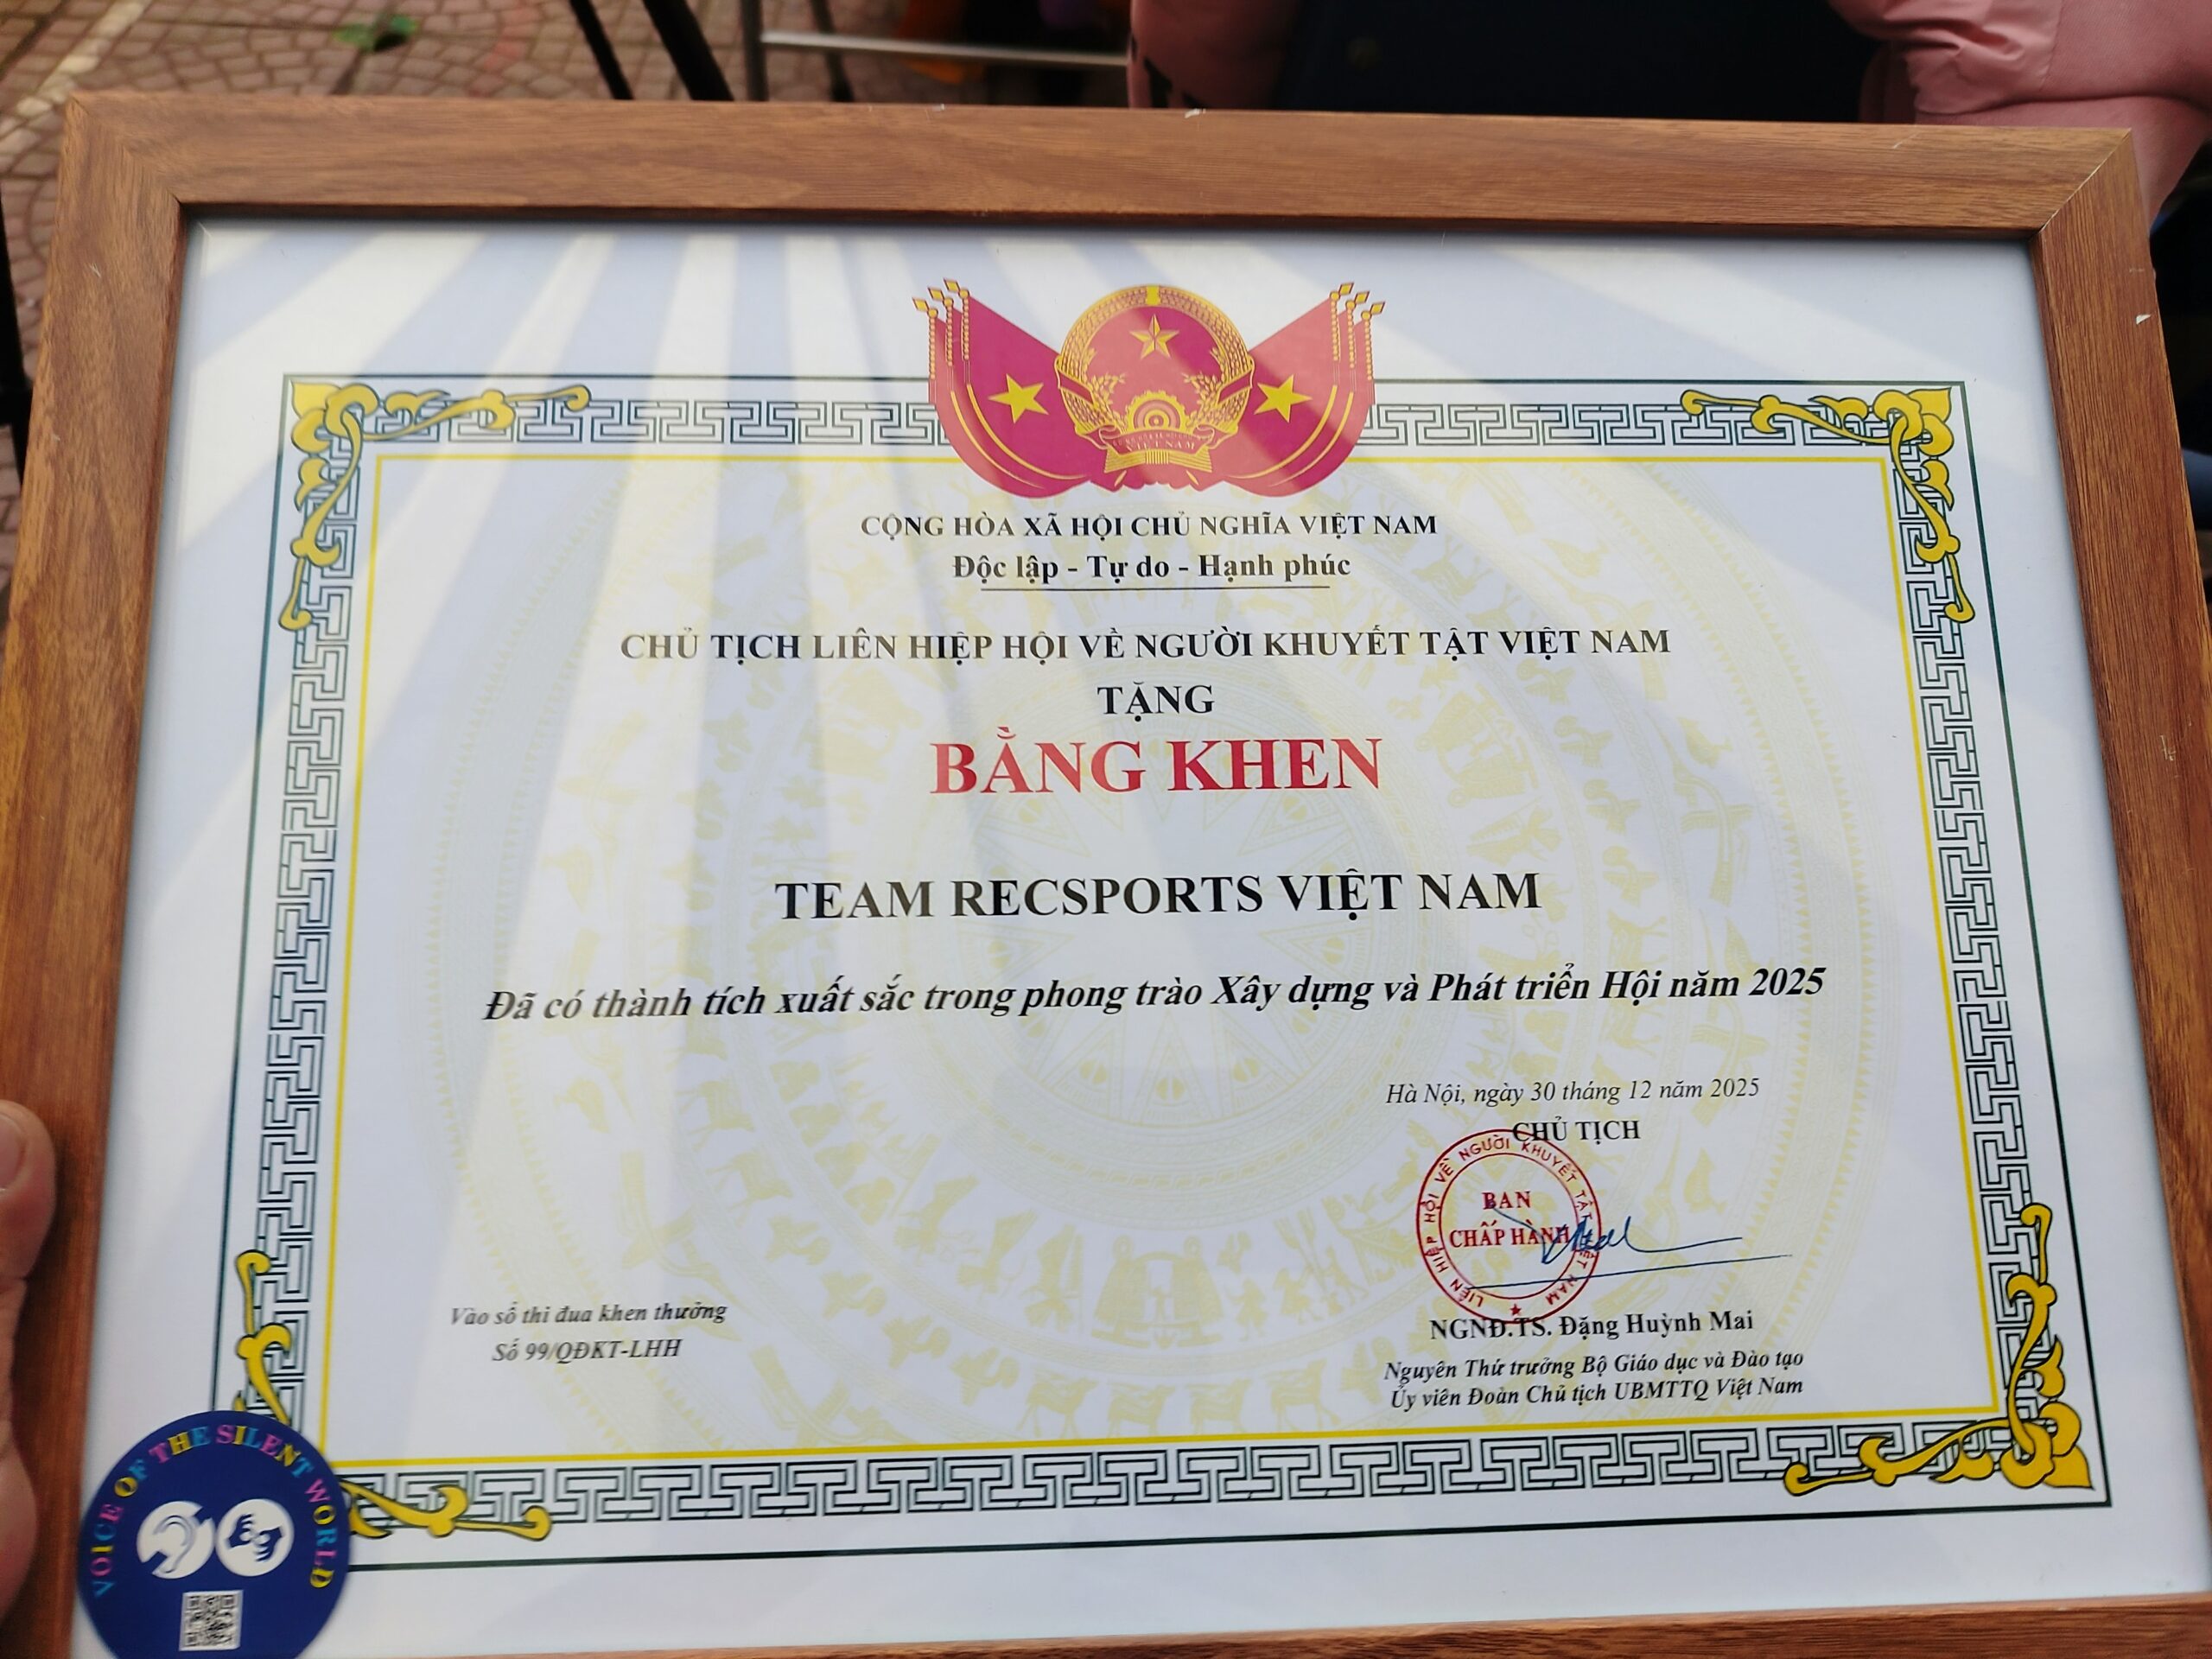 CỘNG HÒA XÃ HỘI CHỦ NGHĨA VIỆT NAM
Độc lập - Tự do - Hạnh phúc
CHỦ TỊCH LIÊN HIỆP HỘI VỀ NGƯỜI KHUYẾT TẬT VIỆT NAM
TẶNG
BẰNG KHEN
TEAM RECSPORTS VIỆT NAM
Đã có thành tích xuất sắc trong phong trào Xây dựng và Phát triển Hội năm 2025
Hà Nội, ngày 30 tháng 12 năm 2025
CHỦ TỊCH
LIÊN HIỆP HỘI VỀ NGƯỜI KHUYẾT TẬT VIỆT NAM
BAN
CHẤP HÀNH
NGNĐ.TS. Đặng Huỳnh Mai
Nguyên Thứ trưởng Bộ Giáo dục và Đào tạo
Ủy viên Đoàn Chủ tịch UBMTTQ Việt Nam
Vào sổ thi đua khen thưởng
Số 99/QĐKT-LHH
VOICE OF THE SILENT WORLD